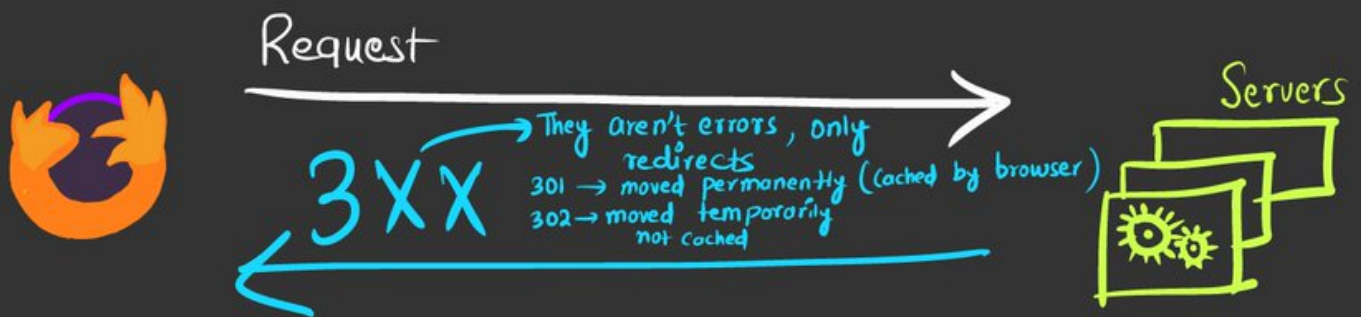 Request
Servers
They aren't errors, only
redirects
3XX
301 → moved permanently (cached by browser)
302 → moved temporarily
not cached